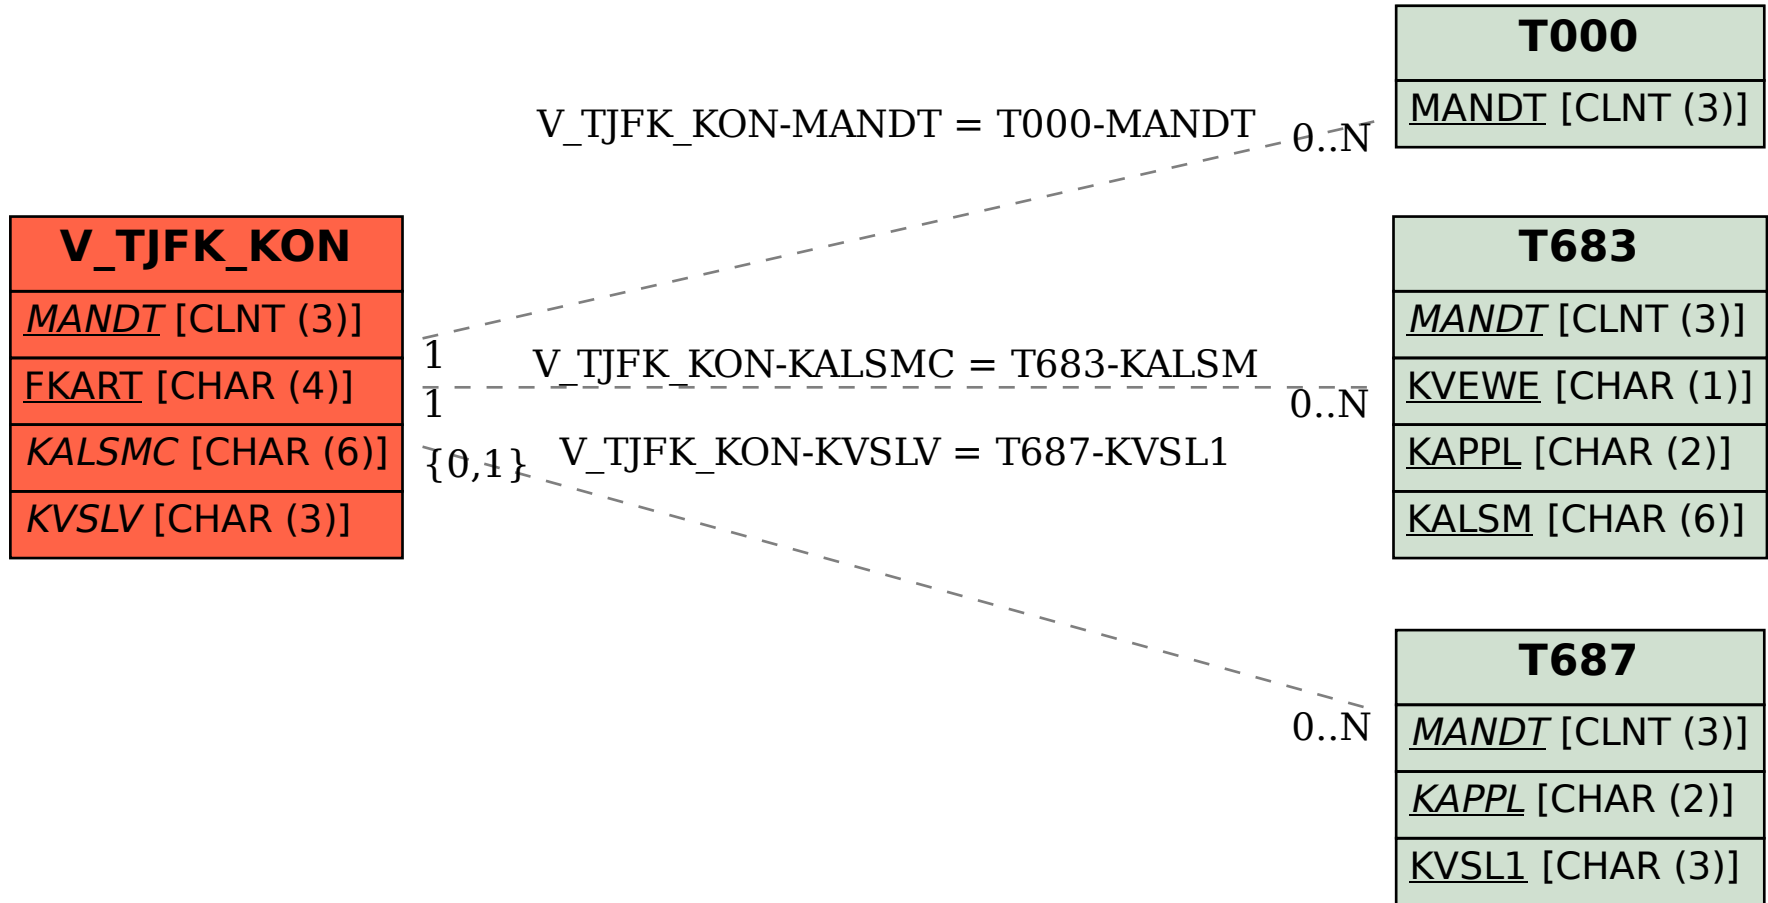 T000
MANDT [CLNT (3)]
V_TJFK_KON-MANDT = T000-MANDT
0..N
V_TJFK_KON
MANDT [CLNT (3)]
FKART [CHAR (4)]
KALSMC [CHAR (6)]
KVSLV [CHAR (3)]
1
V_TJFK_KON-KALSMC = T683-KALSM
1
0..N
{0,1}
V_TJFK_KON-KVSLV = T687-KVSL1
0..N
T683
MANDT [CLNT (3)]
KVEWE [CHAR (1)]
KAPPL [CHAR (2)]
KALSM [CHAR (6)]
T687
MANDT [CLNT (3)]
KAPPL [CHAR (2)]
KVSL1 [CHAR (3)]